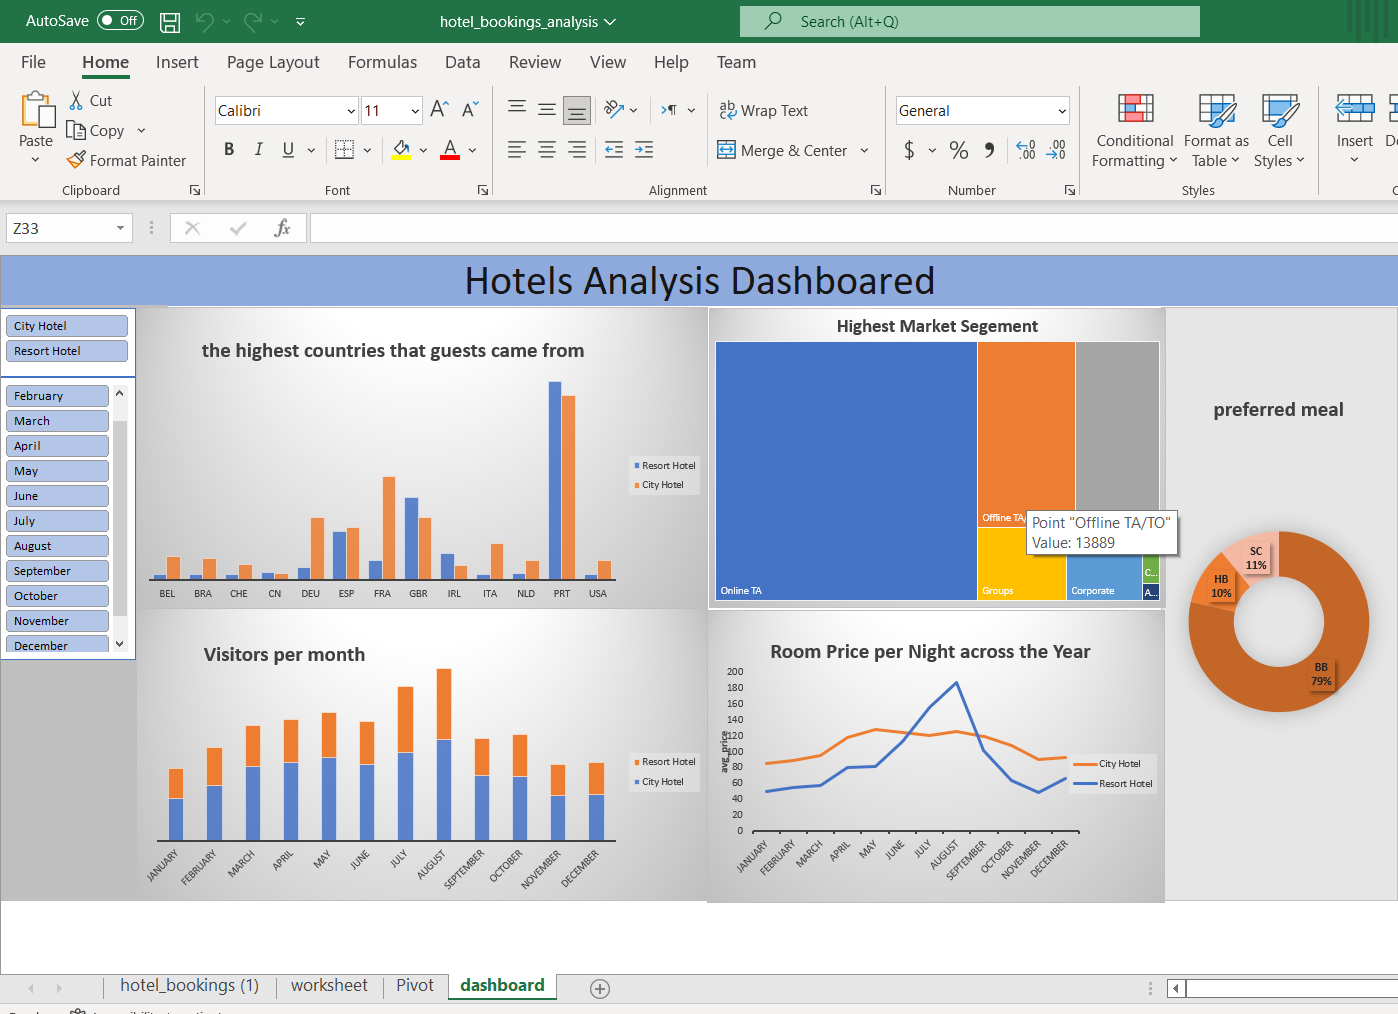 AutoSave Off hotel_bookings_analysis Search (Alt+Q)
File Home Insert Page Layout Formulas Data Review View Help Team
Paste
Cut
Copy
Format Painter
Clipboard
Calibri 11
B I U
Font
Wrap Text
Merge & Center
Alignment
General
$ % 9
Number
Conditional Formatting
Format as Table
Cell Styles
Styles
Insert
Z33 fx
Hotels Analysis Dashboared
City Hotel
Resort Hotel
February
March
April
May
June
July
August
September
October
November
December
the highest countries that guests came from
Resort Hotel
City Hotel
BEL BRA CHE CN DEU ESP FRA GBR IRL ITA NLD PRT USA
Highest Market Segement
Offline TA/
Point "Offline TA/TO"
Value: 13889
C...
Online TA Groups Corporate A...
preferred meal
SC
11%
HB
10%
BB
79%
Visitors per month
Resort Hotel
City Hotel
JANUARY FEBRUARY MARCH APRIL MAY JUNE JULY AUGUST SEPTEMBER OCTOBER NOVEMBER DECEMBER
Room Price per Night across the Year
200
180
160
140
120
100
80
60
40
20
0
avg_price
City Hotel
Resort Hotel
JANUARY FEBRUARY MARCH APRIL MAY JUNE JULY AUGUST SEPTEMBER OCTOBER NOVEMBER DECEMBER
hotel_bookings (1) worksheet Pivot dashboard